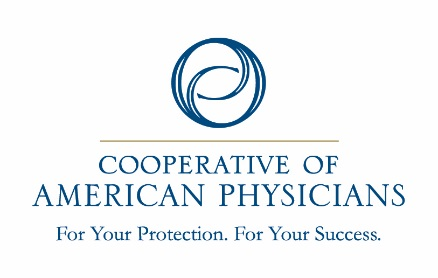 COOPERATIVE OF
AMERICAN PHYSICIANS
For Your Protection. For Your Success.